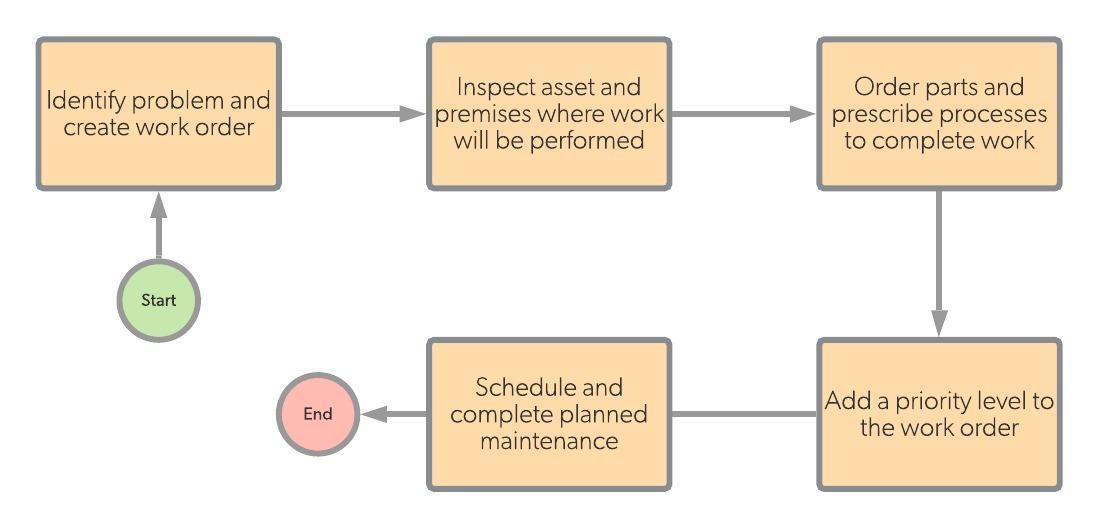 Identify problem and
create work order
Inspect asset and
premises where work
will be performed
Order parts and
prescribe processes
to complete work
Start
Add a priority level to
the work order
Schedule and
complete planned
maintenance
End